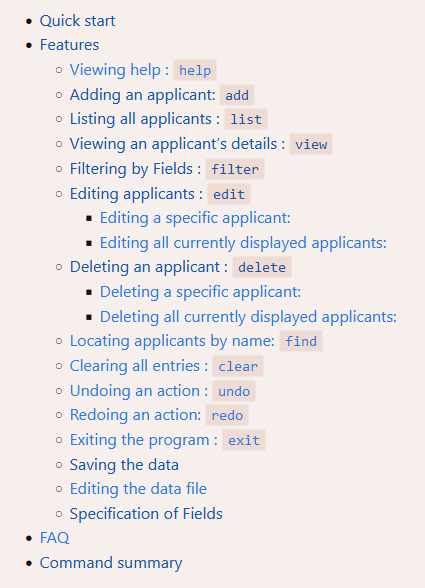 Quick start
Features
Viewing help : help
Adding an applicant: add
Listing all applicants : list
Viewing an applicant's details : view
Filtering by Fields : filter
Editing applicants : edit
Editing a specific applicant:
Editing all currently displayed applicants:
Deleting an applicant : delete
Deleting a specific applicant:
Deleting all currently displayed applicants:
Locating applicants by name: find
Clearing all entries : clear
Undoing an action : undo
Redoing an action: redo
Exiting the program : exit
Saving the data
Editing the data file
Specification of Fields
FAQ
Command summary